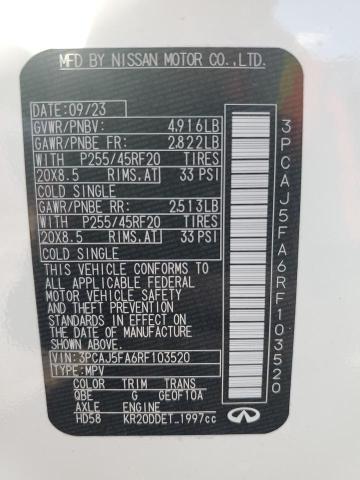 MFD BY NISSAN MOTOR CO.,LTD.
DATE: 09/23
GVWR/PNBV: 4.916LB
GAWR/PNBE FR: 2.822LB
WITH P255/45RF20 TIRES
20X8.5 RIMS.AT 33 PSI
COLD SINGLE
GAWR/PNBE RR: 2.513LB
WITH P255/45RF20 TIRES
20X8.5 RIMS.AT 33 PSI
COLD SINGLE
THIS VEHICLE CONFORMS TO
ALL APPLICABLE FEDERAL
MOTOR VEHICLE SAFETY
AND THEFT PREVENTION
STANDARDS IN EFFECT ON
THE DATE OF MANUFACTURE
SHOWN ABOVE.
VIN: 3PCAJ5FA6RF103520
TYPE: MPV
COLOR TRIM TRANS
QBE G GE0F10A
AXLE ENGINE
HD58 KR20DDET_1997cc
INFINITI
3PCAJ5FA6RF103520